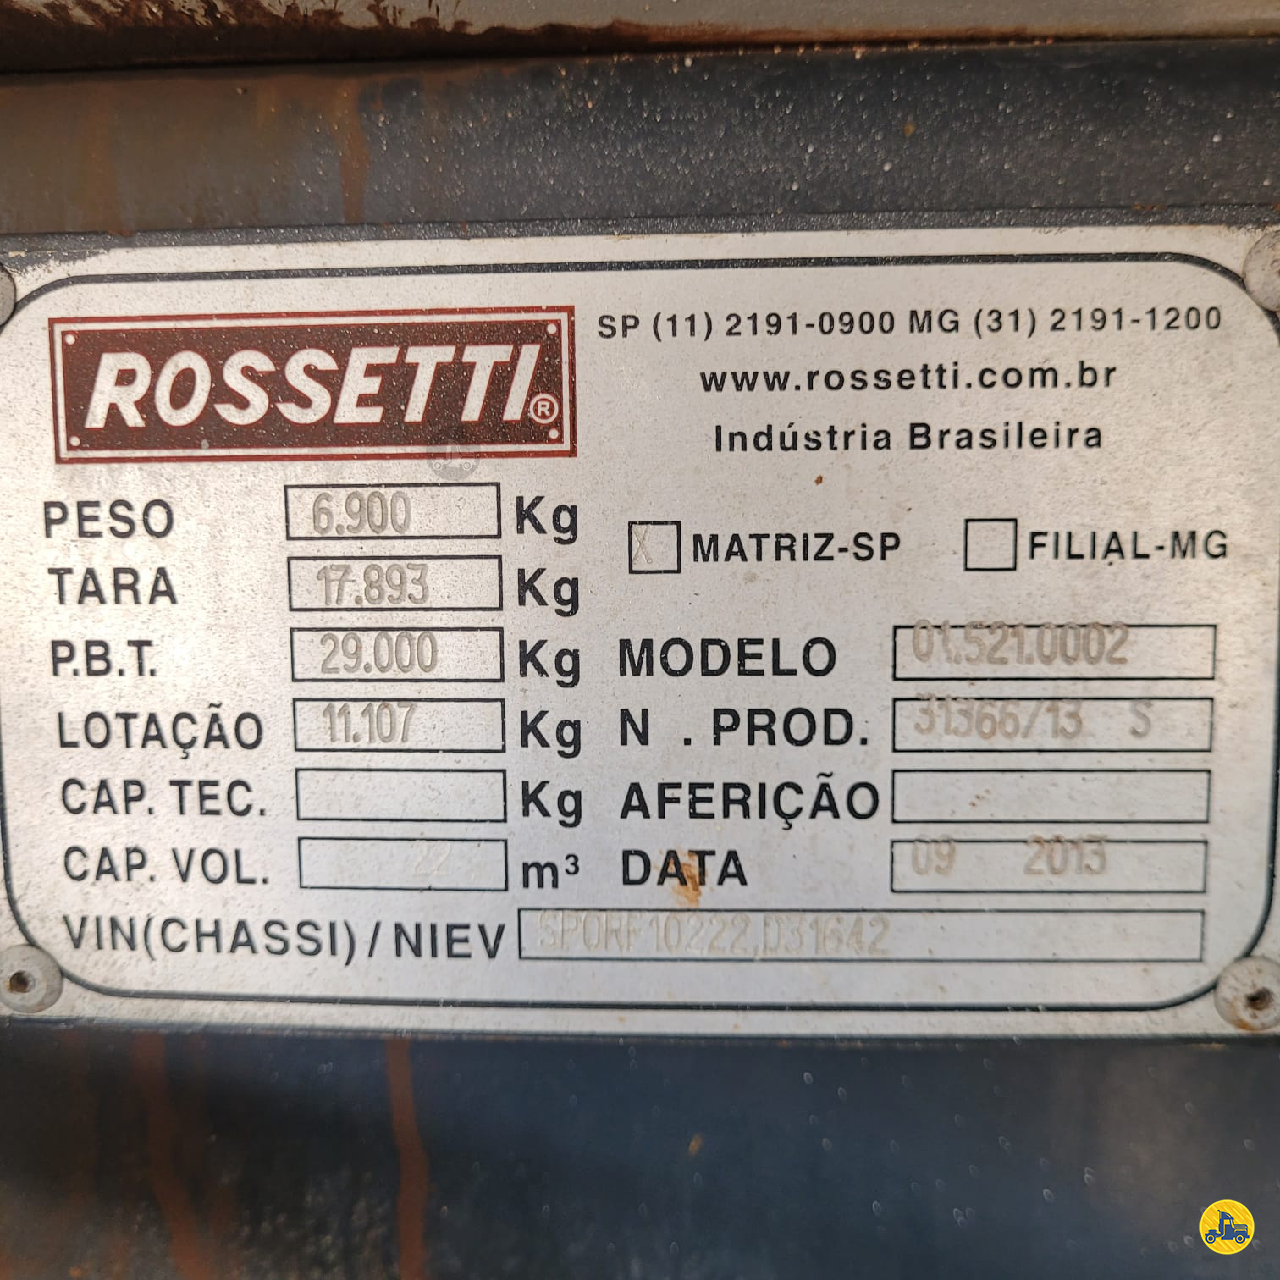 ROSSETTI®
SP (11) 2191-0900 MG (31) 2191-1200
www.rossetti.com.br
Indústria Brasileira
PESO 6.900 Kg
X MATRIZ-SP FILIAL-MG
TARA 17.893 Kg
P.B.T. 29.000 Kg MODELO 01.521.0002
LOTAÇÃO 11.107 Kg N . PROD. 31366/13 S
CAP. TEC. Kg AFERIÇÃO
CAP. VOL. 22 m³ DATA 09 2013
VIN(CHASSI) / NIEV